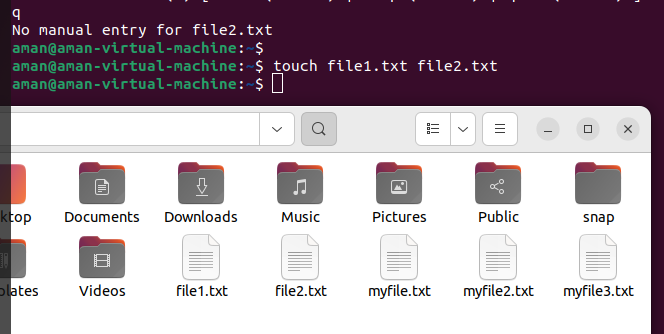 q
No manual entry for file2.txt
aman@aman-virtual-machine:~$
aman@aman-virtual-machine:~$ touch file1.txt file2.txt
aman@aman-virtual-machine:~$
ktop Documents Downloads Music Pictures Public snap
plates Videos file1.txt file2.txt myfile.txt myfile2.txt myfile3.txt